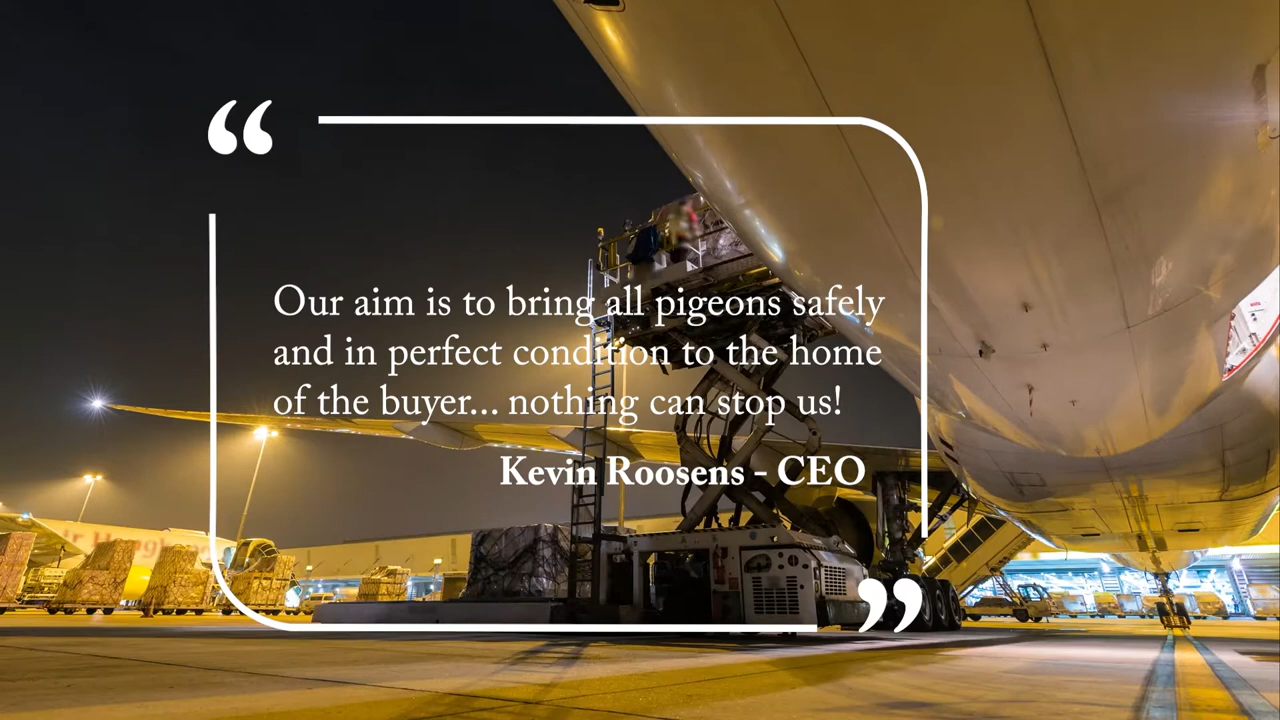 “
Our aim is to bring all pigeons safely
and in perfect condition to the home
of the buyer... nothing can stop us!
Kevin Roosens - CEO
”